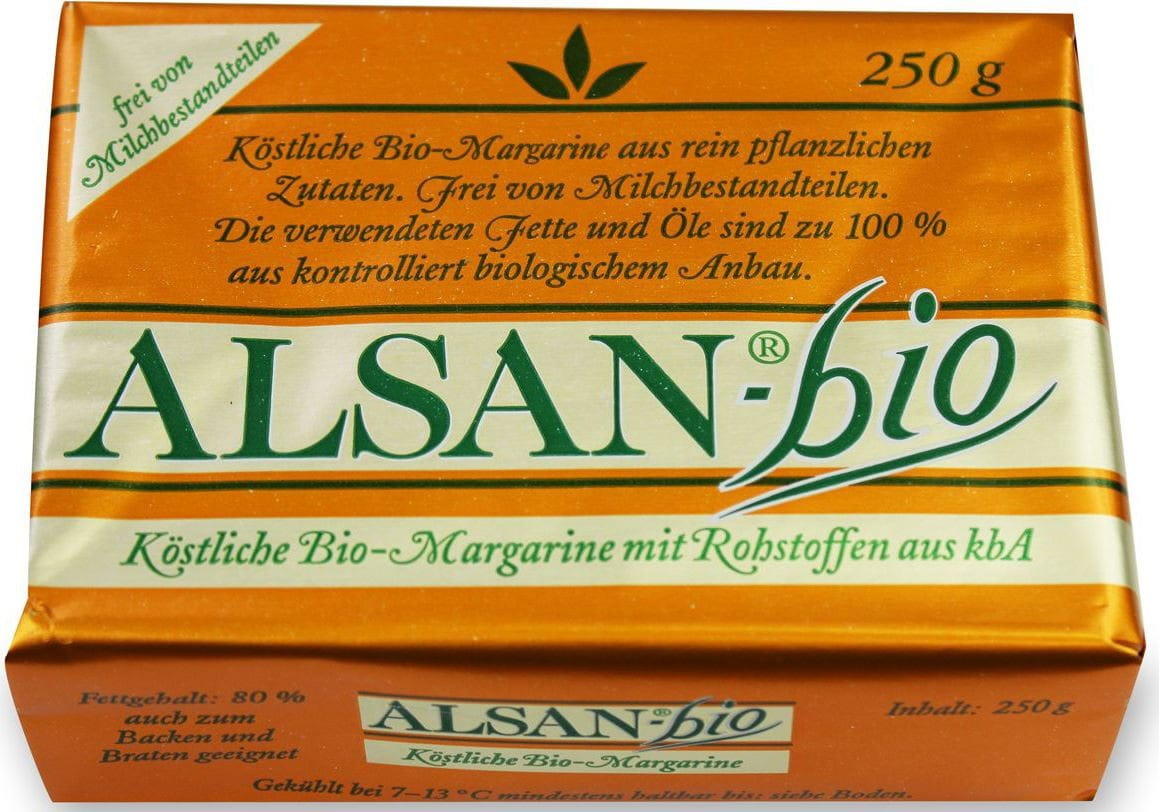 frei von
Milchbestandteilen
250 g
Köstliche Bio-Margarine aus rein pflanzlichen
Zutaten. Frei von Milchbestandteilen.
Die verwendeten Fette und Öle sind zu 100 %
aus kontrolliert biologischem Anbau.
ALSAN®-bio
Köstliche Bio-Margarine mit Rohstoffen aus kbA
Fettgehalt: 80 %
auch zum
Backen und
Braten geeignet
ALSAN®-bio
Köstliche Bio-Margarine
Inhalt: 250 g
Gekühlt bei 7–13 °C mindestens haltbar bis: siehe Boden.